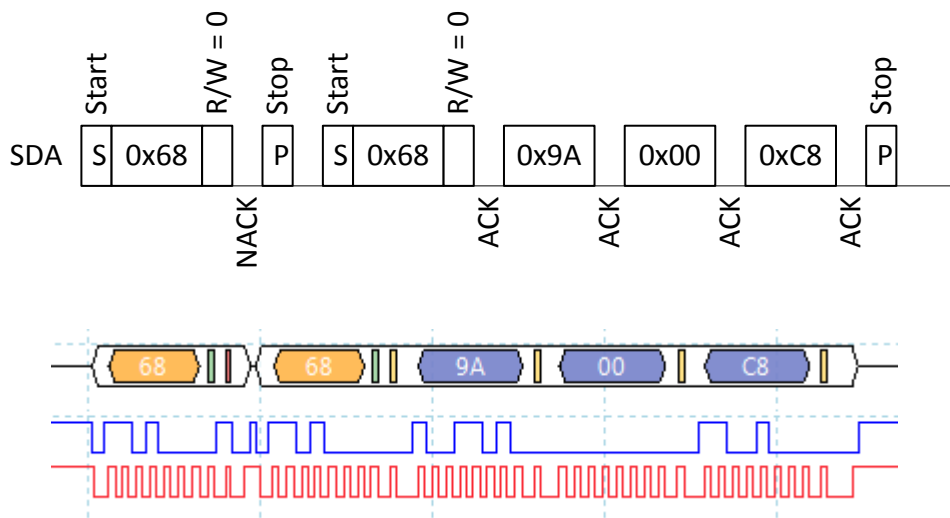 Start
R/W = 0
Stop
Start
R/W = 0
Stop
SDA S 0x68 P S 0x68 0x9A 0x00 0xC8 P
NACK
ACK
ACK
ACK
ACK
68 68 9A 00 C8